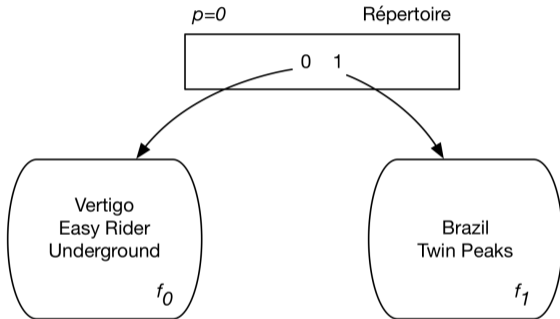 p=0 Répertoire
0 1
Vertigo
Easy Rider
Underground
f0
Brazil
Twin Peaks
f1